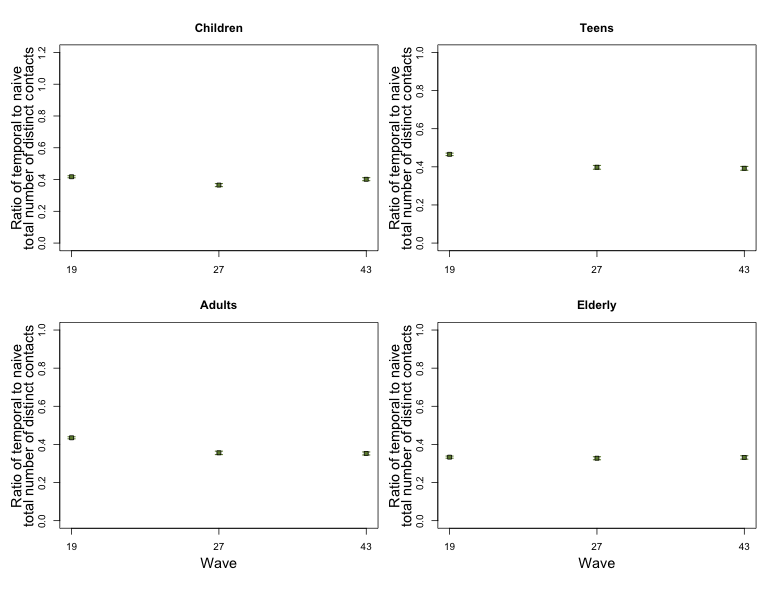 Children
Ratio of temporal to naive
total number of distinct contacts
0.0 0.2 0.4 0.6 0.8 1.0 1.2
19 27 43
Teens
Ratio of temporal to naive
total number of distinct contacts
0.0 0.2 0.4 0.6 0.8 1.0
19 27 43
Adults
Ratio of temporal to naive
total number of distinct contacts
0.0 0.2 0.4 0.6 0.8 1.0
19 27 43
Wave
Elderly
Ratio of temporal to naive
total number of distinct contacts
0.0 0.2 0.4 0.6 0.8 1.0
19 27 43
Wave